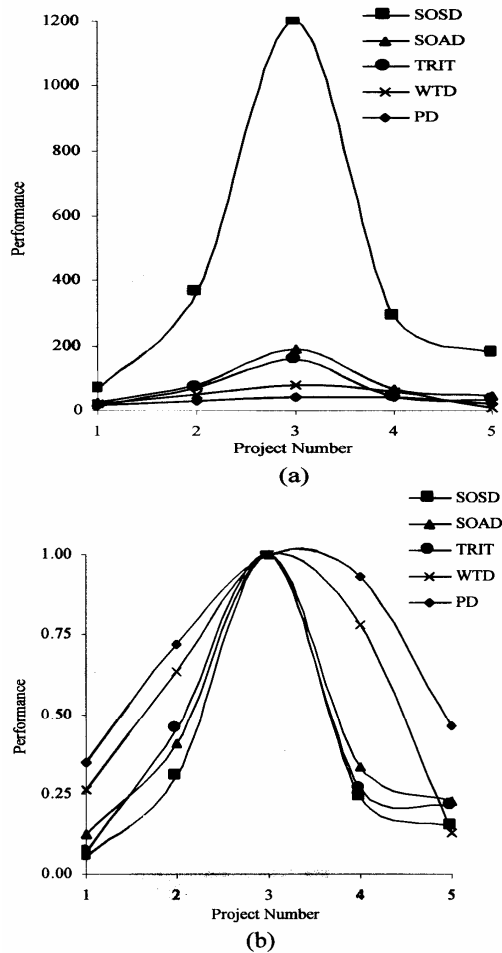 1200
1000
800
600
400
200
0
Performance
1
2
3
4
5
Project Number
SOSD
SOAD
TRIT
WTD
PD
(a)
SOSD
SOAD
TRIT
WTD
PD
1.00
0.75
0.50
0.25
0.00
Performance
1
2
3
4
5
Project Number
(b)